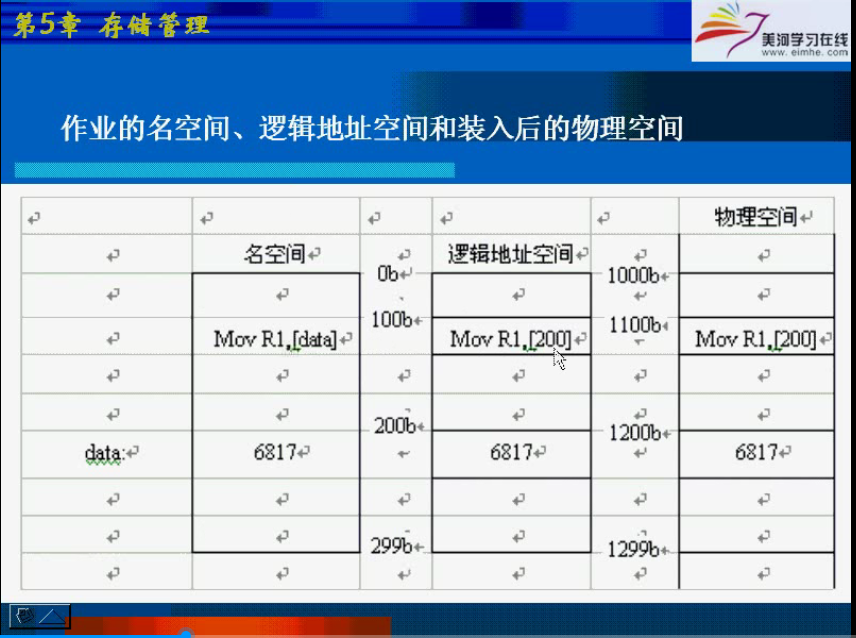 第5章 存储管理
美河学习在线
www.eimhe.com
作业的名空间、逻辑地址空间和装入后的物理空间
物理空间
名空间
逻辑地址空间
0b
1000b
100b
1100b
Mov R1,[data]
Mov R1,[200]
Mov R1,[200]
200b
1200b
data:
6817
6817
6817
299b
1299b